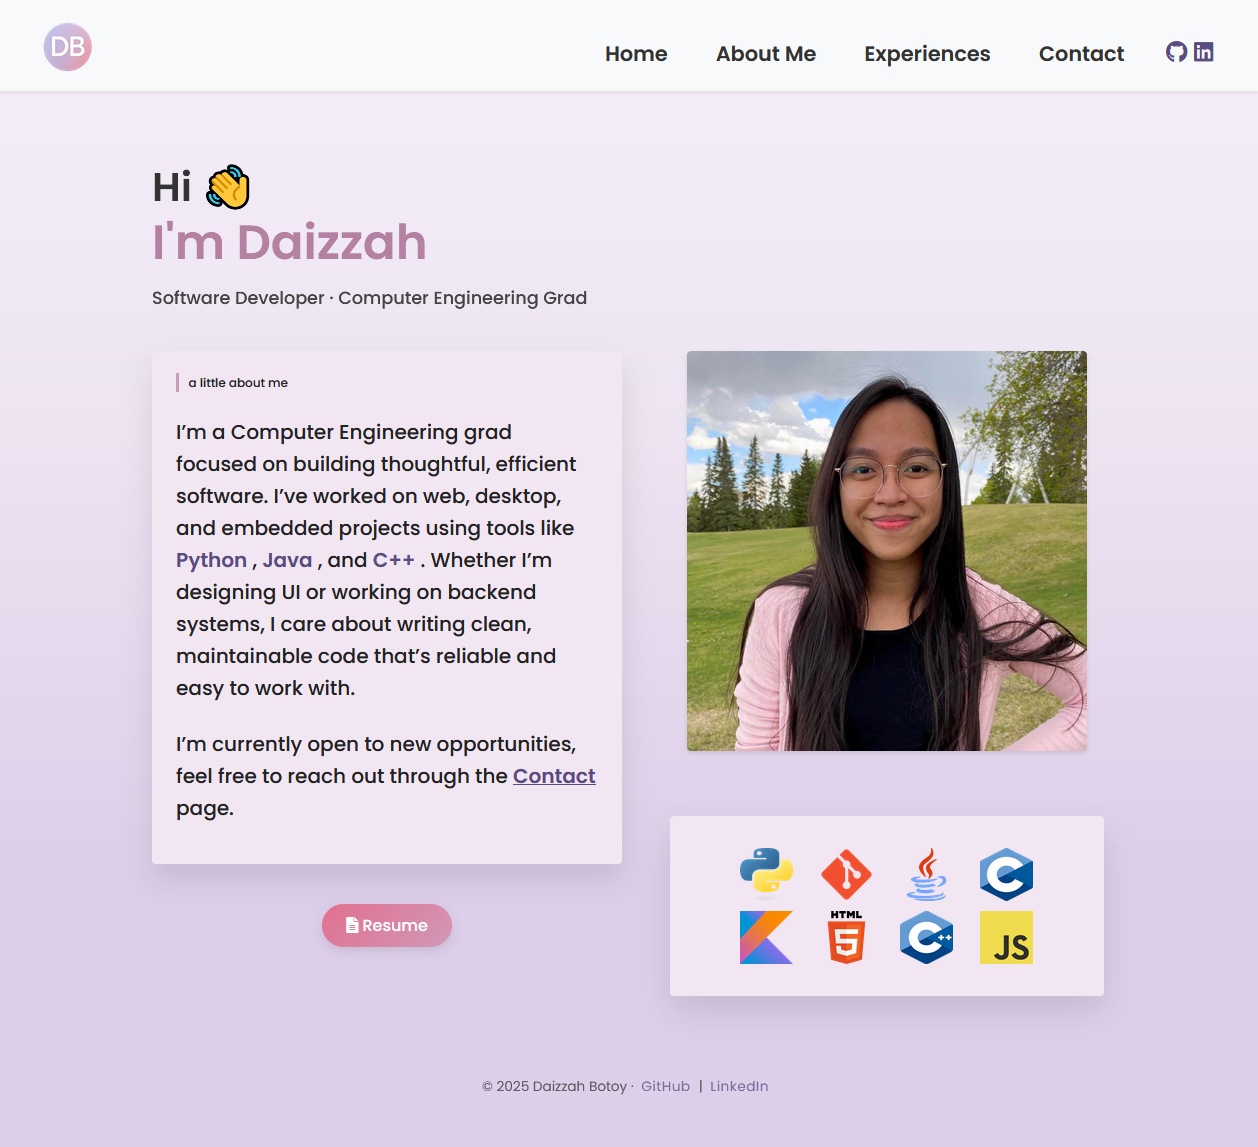 DB
Home About Me Experiences Contact
Hi
I'm Daizzah
Software Developer · Computer Engineering Grad
a little about me
I’m a Computer Engineering grad
focused on building thoughtful, efficient
software. I’ve worked on web, desktop,
and embedded projects using tools like
Python , Java , and C++ . Whether I’m
designing UI or working on backend
systems, I care about writing clean,
maintainable code that’s reliable and
easy to work with.
I’m currently open to new opportunities,
feel free to reach out through the Contact
page.
Resume
in
C
HTML
5
C++
JS
© 2025 Daizzah Botoy · GitHub | LinkedIn